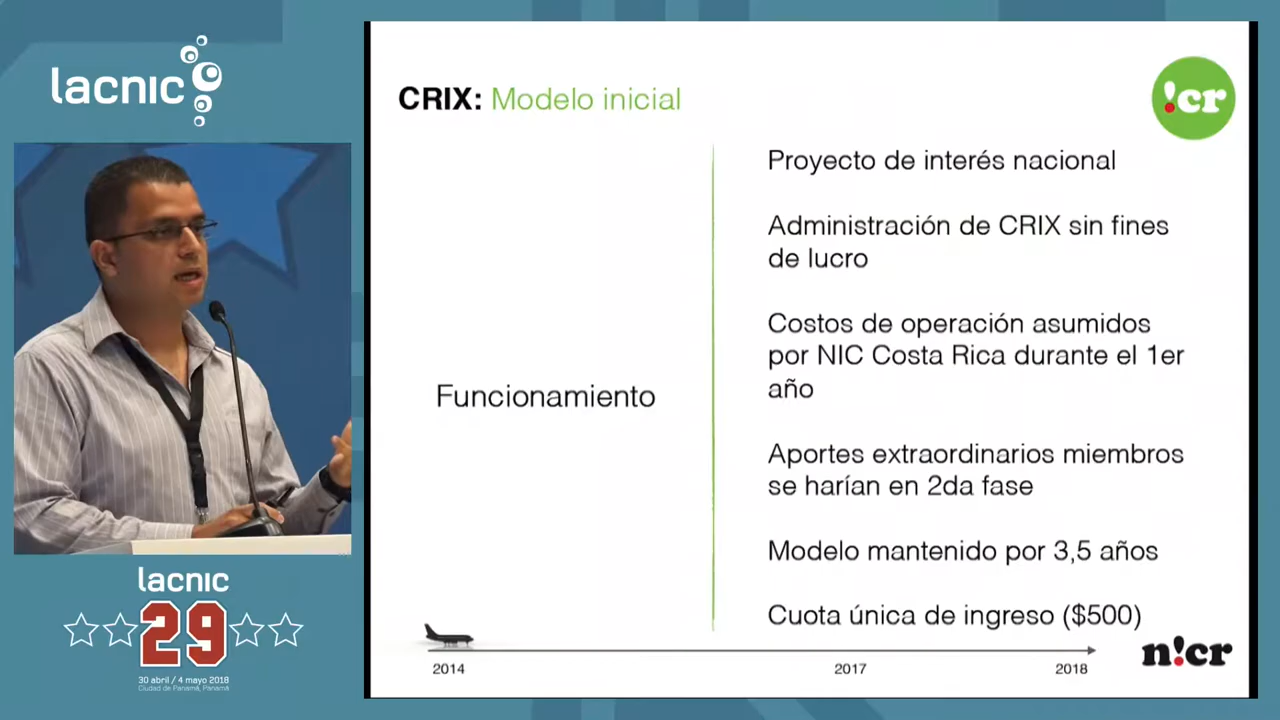 lacnic
CRIX: Modelo inicial
!cr
Proyecto de interés nacional
Administración de CRIX sin fines
de lucro
Costos de operación asumidos
por NIC Costa Rica durante el 1er
año
Funcionamiento
Aportes extraordinarios miembros
se harían en 2da fase
Modelo mantenido por 3,5 años
Cuota única de ingreso ($500)
n!cr
2014
2017
2018
lacnic
29
30 abril / 4 mayo 2018
Ciudad de Panamá, Panamá